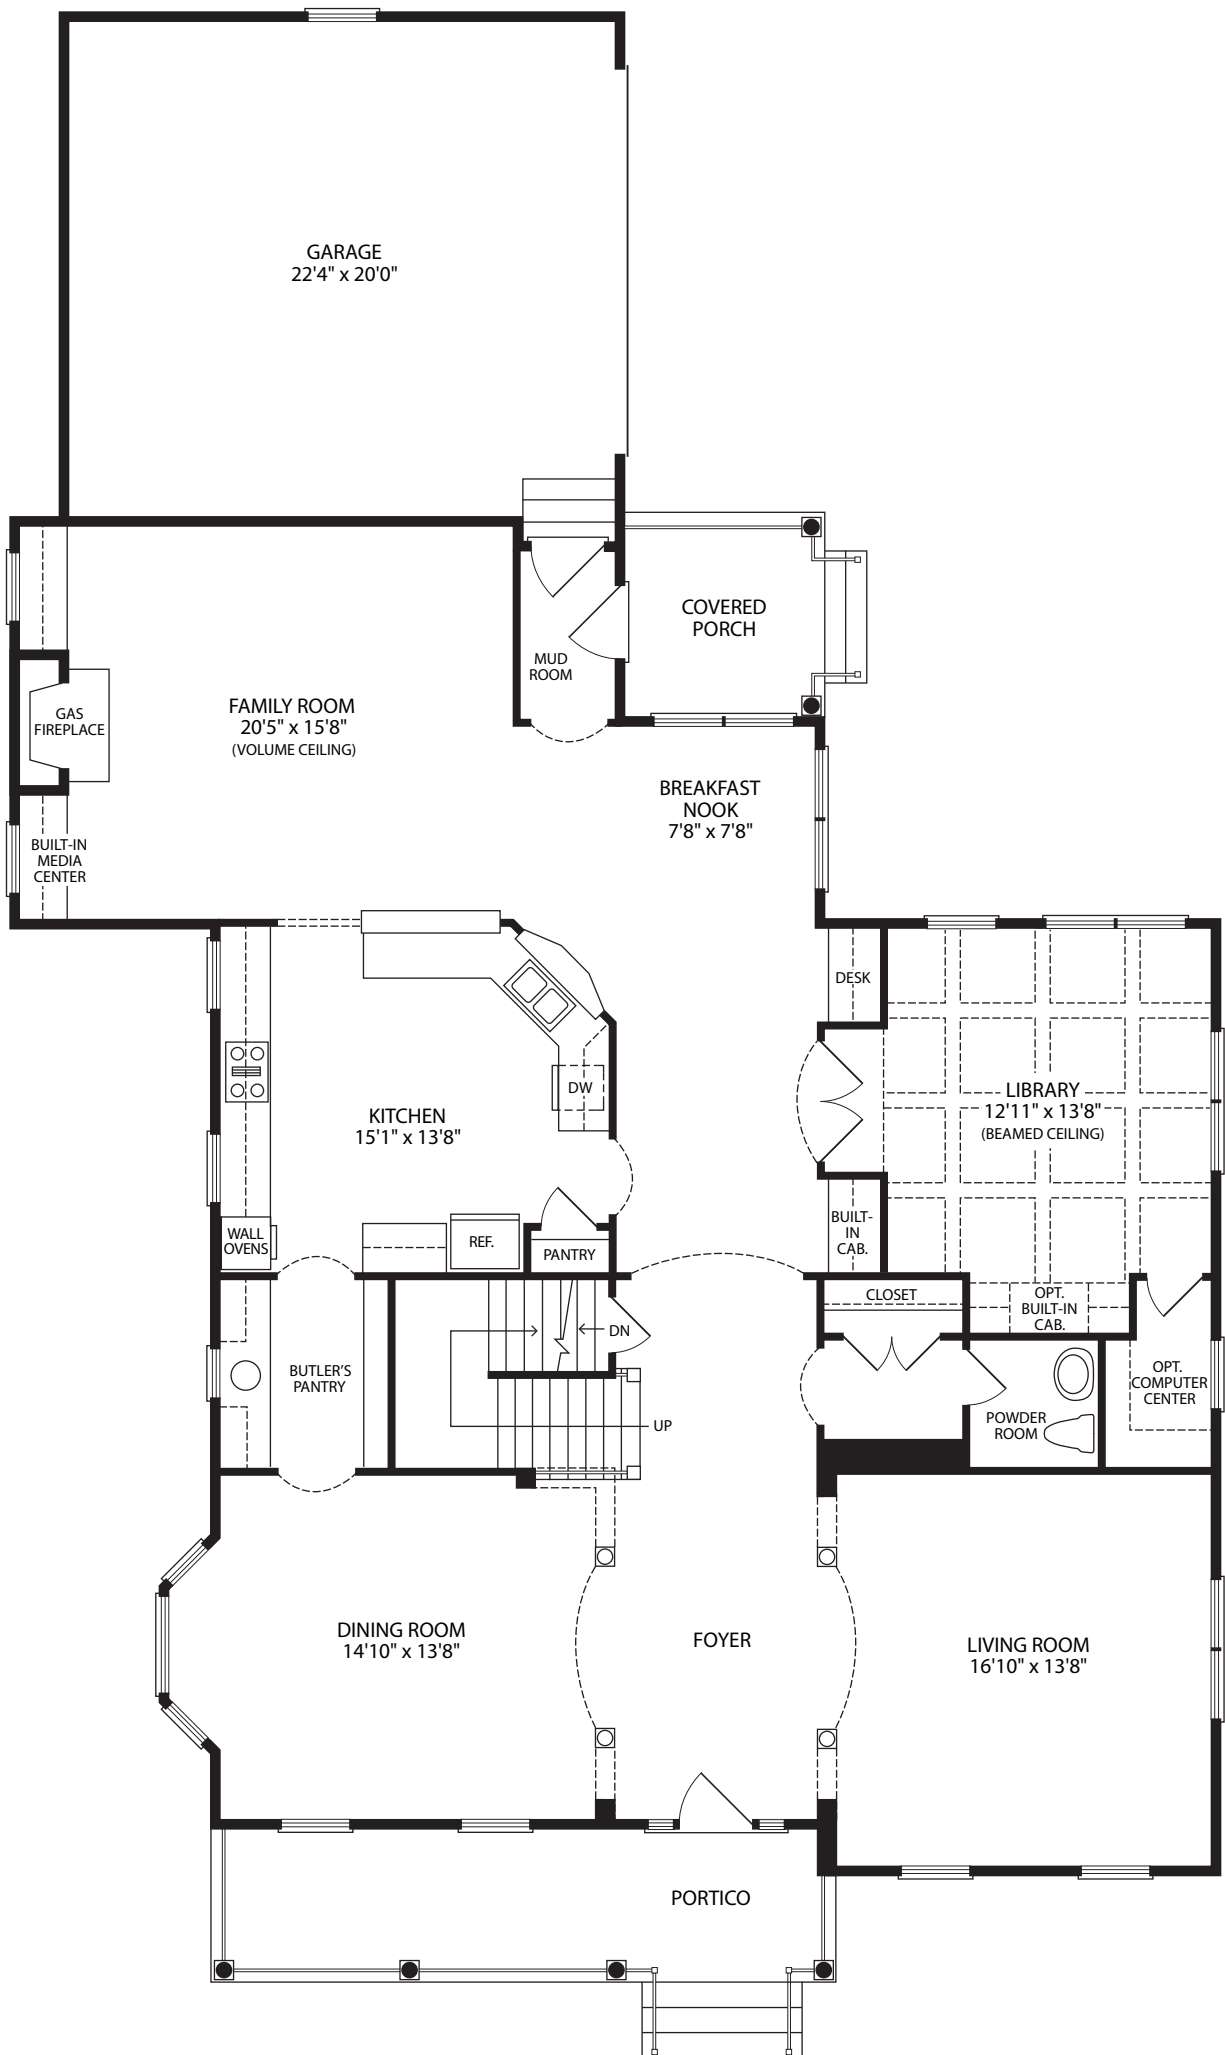 GARAGE
22'4" x 20'0"
COVERED
PORCH
MUD
ROOM
GAS
FIREPLACE
FAMILY ROOM
20'5" x 15'8"
(VOLUME CEILING)
BREAKFAST
NOOK
7'8" x 7'8"
BUILT-IN
MEDIA
CENTER
DESK
DW
LIBRARY
12'11" x 13'8"
(BEAMED CEILING)
KITCHEN
15'1" x 13'8"
WALL
OVENS
REF.
PANTRY
BUILT-
IN
CAB.
CLOSET
OPT.
BUILT-IN
CAB.
DN
BUTLER'S
PANTRY
OPT.
COMPUTER
CENTER
UP
POWDER
ROOM
DINING ROOM
14'10" x 13'8"
FOYER
LIVING ROOM
16'10" x 13'8"
PORTICO